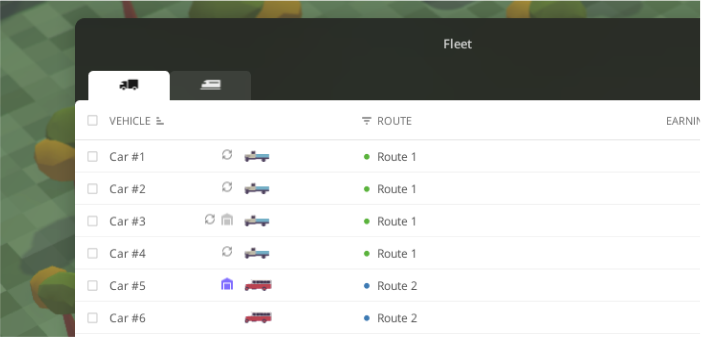 Fleet
VEHICLE ROUTE
Car #1 Route 1
Car #2 Route 1
Car #3 Route 1
Car #4 Route 1
Car #5 Route 2
Car #6 Route 2